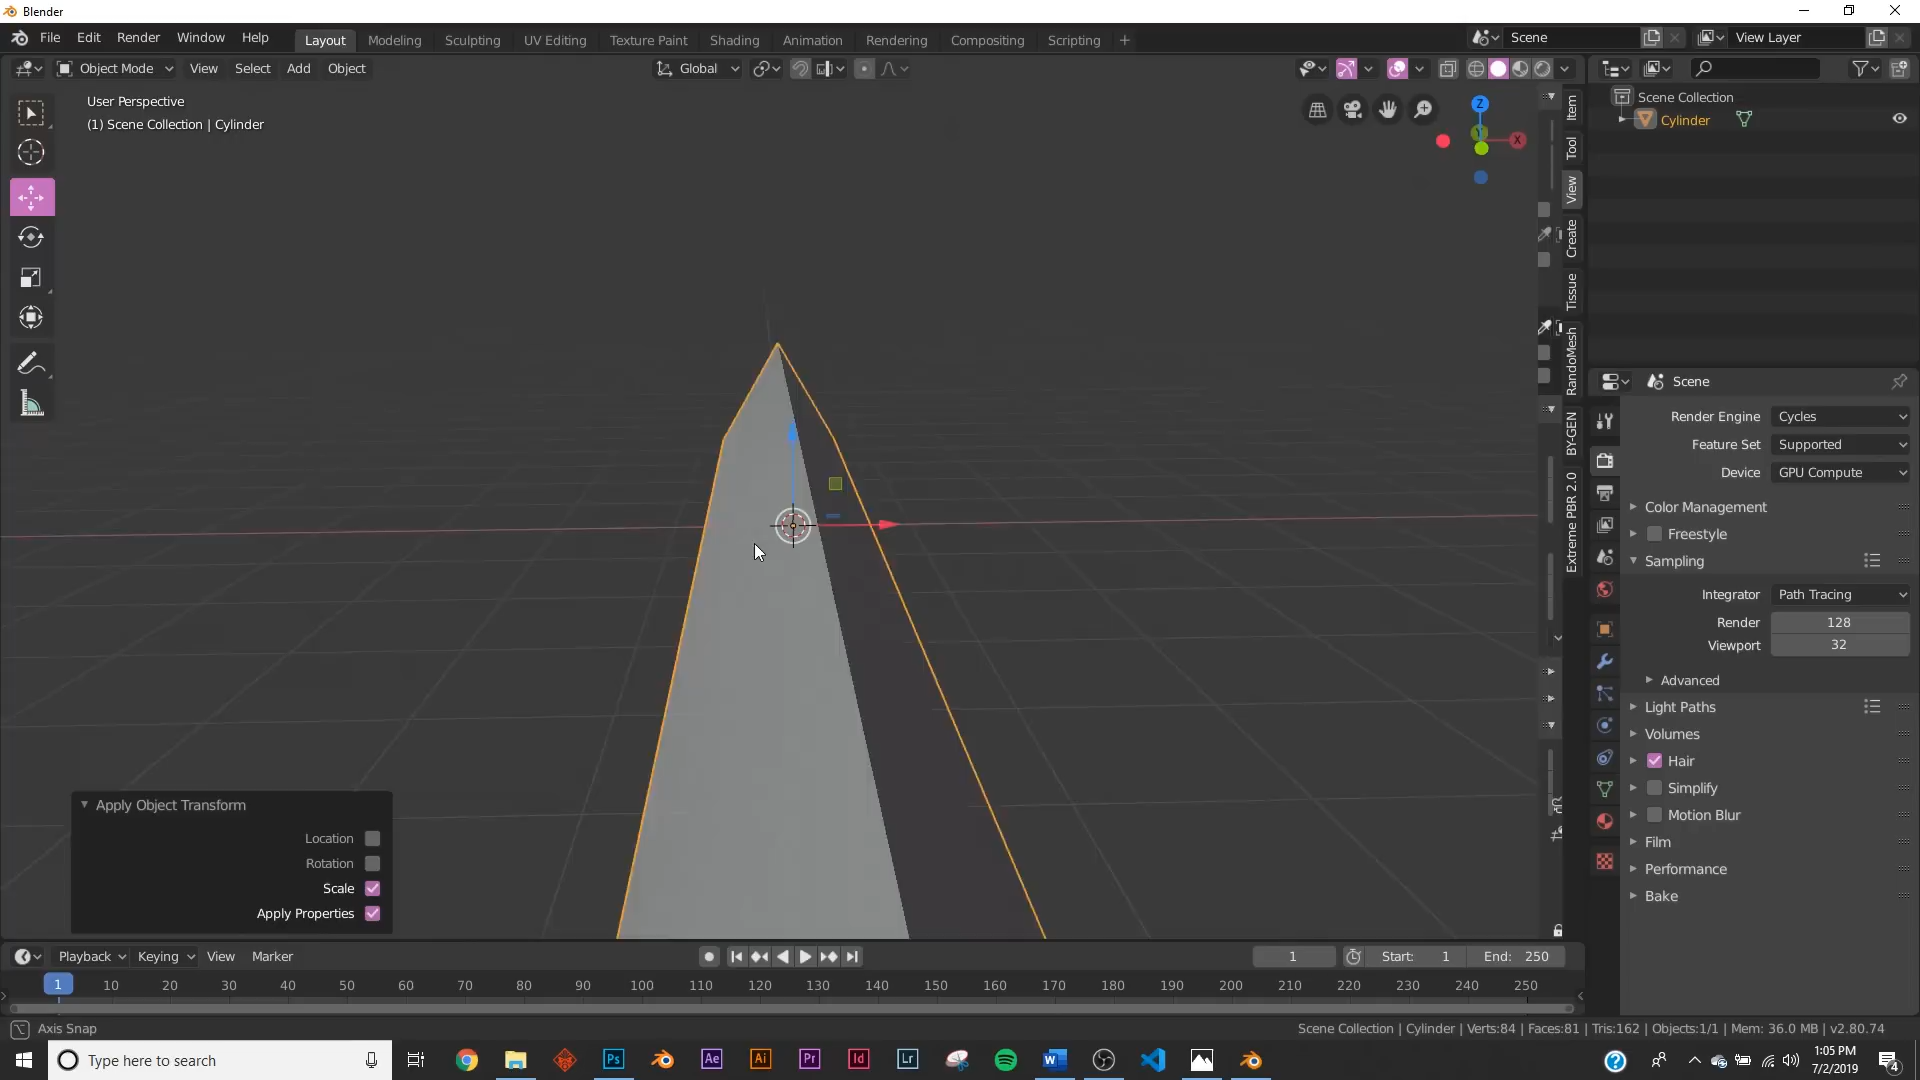 Blender
File Edit Render Window Help Layout Modeling Sculpting UV Editing Texture Paint Shading Animation Rendering Compositing Scripting + Scene View Layer
Object Mode View Select Add Object Global
User Perspective
(1) Scene Collection | Cylinder
Z
X
Item
Tool
View
Create
Tissue
RandoMesh
BY-GEN
Extreme PBR 2.0
Scene Collection
Cylinder
Scene
Render Engine Cycles
Feature Set Supported
Device GPU Compute
Color Management
Freestyle
Sampling
Integrator Path Tracing
Render 128
Viewport 32
Advanced
Light Paths
Volumes
Hair
Simplify
Motion Blur
Film
Performance
Bake
Apply Object Transform
Location
Rotation
Scale
Apply Properties
Playback Keying View Marker 1 Start: 1 End: 250
1 10 20 30 40 50 60 70 80 90 100 110 120 130 140 150 160 170 180 190 200 210 220 230 240 250
Axis Snap
Scene Collection | Cylinder | Verts:84 | Faces:81 | Tris:162 | Objects:1/1 | Mem: 36.0 MB | v2.80.74
Type here to search
Ps Ae Ai Pr Id Lr
1:05 PM
7/2/2019
4